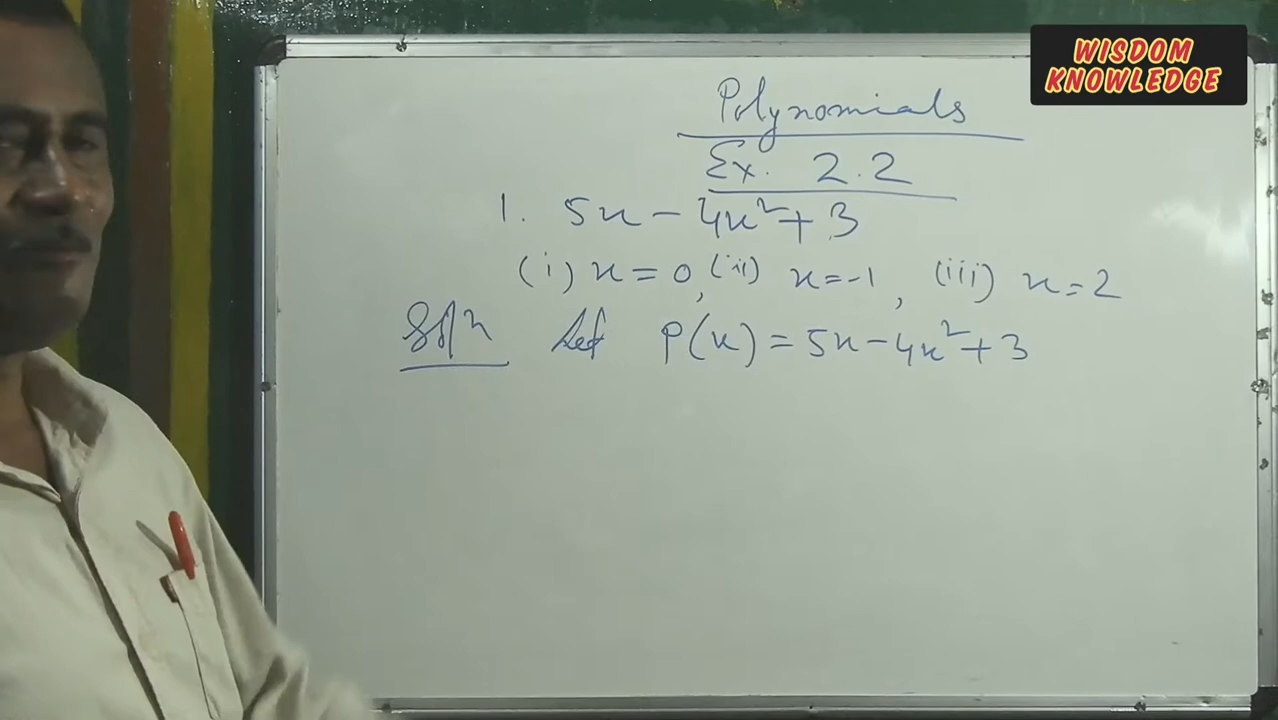 WISDOM
KNOWLEDGE
Polynomials
Ex. 2.2
1. 5x - 4x² + 3
(i) x = 0, (ii) x = -1, (iii) x = 2
Solⁿ Let P(x) = 5x - 4x² + 3